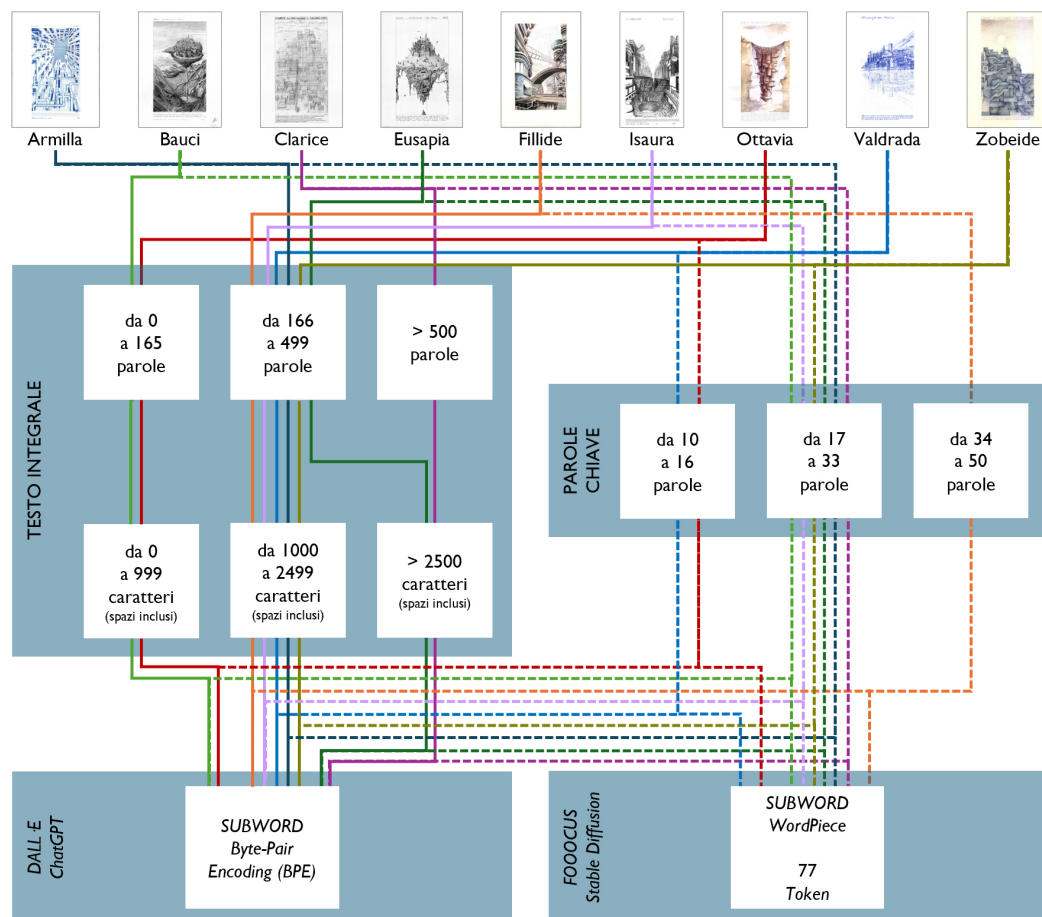 Armilla
Bauci
Clarice
Eusapia
Fillide
Isaura
Ottavia
Valdrada
Zobeide
TESTO INTEGRALE
da 0
a 165
parole
da 166
a 499
parole
> 500
parole
PAROLE
CHIAVE
da 10
a 16
parole
da 17
a 33
parole
da 34
a 50
parole
da 0
a 999
caratteri
(spazi inclusi)
da 1000
a 2499
caratteri
(spazi inclusi)
> 2500
caratteri
(spazi inclusi)
DALL·E
ChatGPT
SUBWORD
Byte-Pair
Encoding (BPE)
FOOOCUS
Stable Diffusion
SUBWORD
WordPiece
77
Token